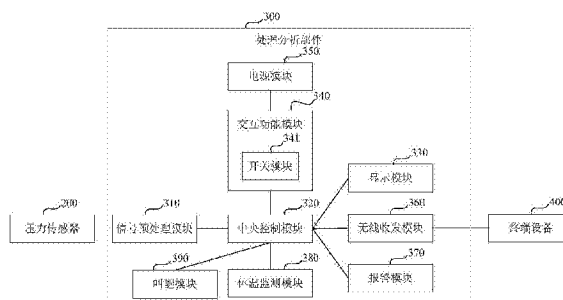 300
处理分析部件
350
电源模块
340
交互功能模块
341
开关模块
330
显示模块
200
压力传感器
310
信号预处理模块
320
中央控制模块
360
无线收发模块
400
终端设备
390
叫醒模块
380
体温监测模块
370
报警模块